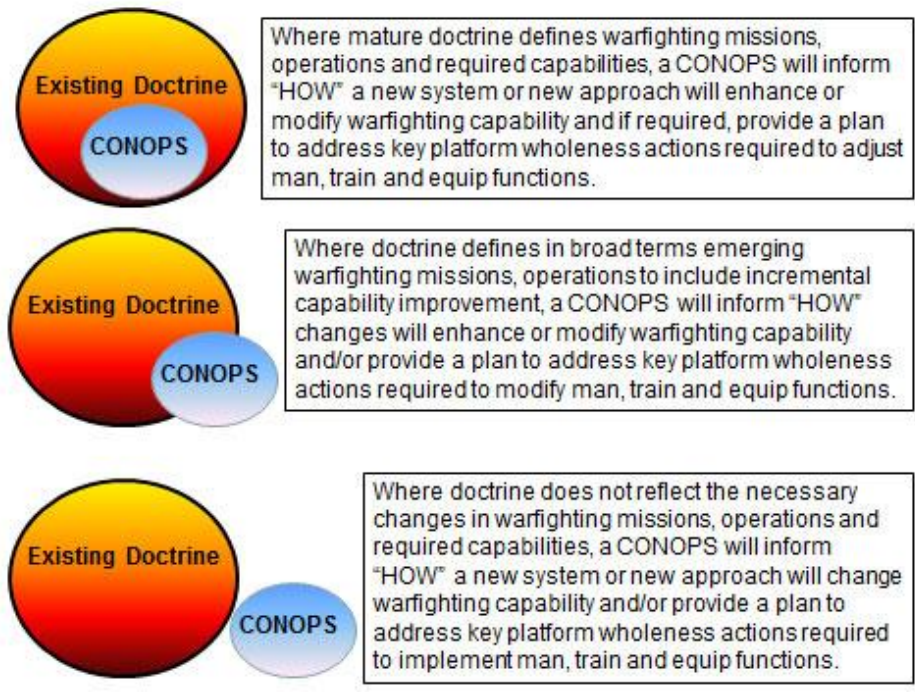 Existing Doctrine
CONOPS
Where mature doctrine defines warfighting missions,
operations and required capabilities, a CONOPS will inform
“HOW” a new system or new approach will enhance or
modify warfighting capability and if required, provide a plan
to address key platform wholeness actions required to adjust
man, train and equip functions.
Existing Doctrine
CONOPS
Where doctrine defines in broad terms emerging
warfighting missions, operations to include incremental
capability improvement, a CONOPS will inform “HOW”
changes will enhance or modify warfighting capability
and/or provide a plan to address key platform wholeness
actions required to modify man, train and equip functions.
Existing Doctrine
CONOPS
Where doctrine does not reflect the necessary
changes in warfighting missions, operations and
required capabilities, a CONOPS will inform
“HOW” a new system or new approach will change
warfighting capability and/or provide a plan to
address key platform wholeness actions required
to implement man, train and equip functions.